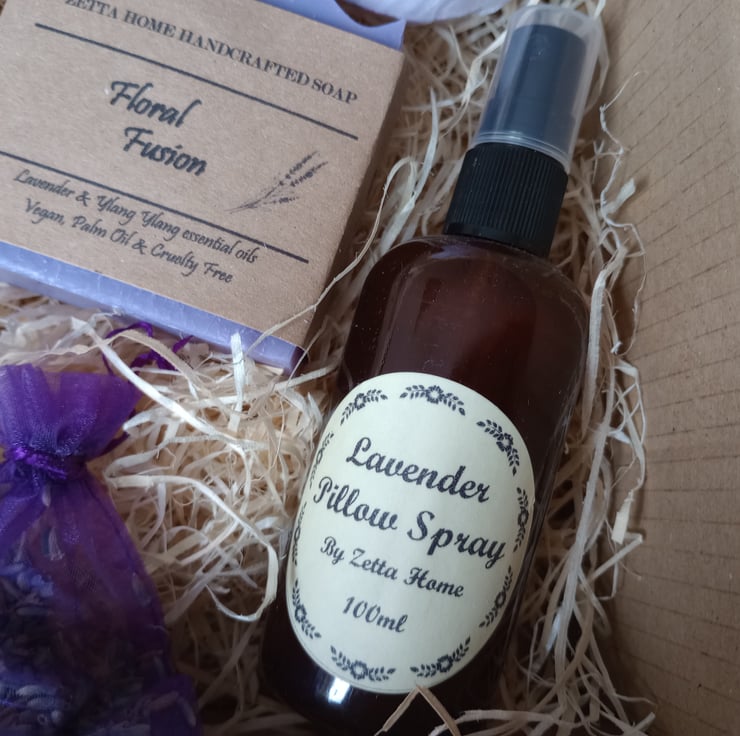 ZETTA HOME HANDCRAFTED SOAP
Floral
Fusion
Lavender & Ylang Ylang essential oils
Vegan, Palm Oil & Cruelty Free
Lavender
Pillow Spray
By Zetta Home
100ml